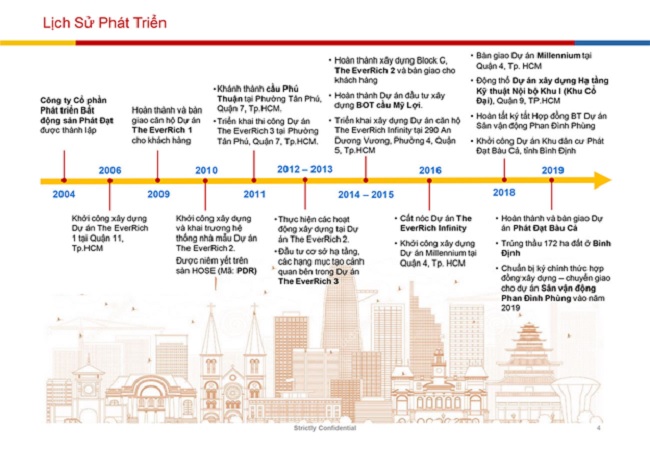 Lịch Sử Phát Triển
Công ty Cổ phần
Phát triển Bất
động sản Phát Đạt
được thành lập
2004
2006
Khởi công xây dựng
Dự án The EverRich
1 tại Quận 11,
Tp.HCM
Hoàn thành và bàn
giao căn hộ Dự án
The EverRich 1
cho khách hàng
2009
2010
Khởi công xây dựng
và khai trương hệ
thống nhà mẫu Dự án
The EverRich 2.
Được niêm yết trên
sàn HOSE (Mã: PDR)
• Khánh thành cầu Phú
Thuận tại Phường Tân Phú,
Quận 7, Tp.HCM.
• Triển khai thi công Dự án
The EverRich 3 tại Phường
Tân Phú, Quận 7, Tp.HCM.
2011
2012 – 2013
• Thực hiện các hoạt
động xây dựng tại Dự
án The EverRich 2.
• Đầu tư cơ sở hạ tầng,
các hạng mục tạo cảnh
quan bên trong Dự án
The EverRich 3
• Hoàn thành xây dựng Block G,
The EverRich 2 và bàn giao cho
khách hàng
• Hoàn thành Dự án đầu tư xây
dựng BOT cầu Mỹ Lợi.
• Triển khai xây dựng Dự án căn hộ
The EverRich Infinity tại 290 An
Dương Vương, Phường 4, Quận
5, Tp.HCM
2014 – 2015
2016
• Cất nóc Dự án The
EverRich Infinity
• Khởi công xây dựng
Dự án Millennium tại
Quận 4, Tp. HCM
• Bàn giao Dự án Millennium tại
Quận 4, TP. HCM
• Động thổ Dự án xây dựng Hạ tầng
Kỹ thuật Nội bộ Khu I (Khu Cổ
Đại), Quận 9, TP.HCM
• Hoàn tất ký tắt Hợp đồng BT Dự án
Sân vận động Phan Đình Phùng
• Khởi công Dự án Khu dân cư Phát
Đạt Bàu Cả, tỉnh Bình Định
2018
2019
• Hoàn thành và bàn giao Dự
án Phát Đạt Bàu Cả
• Trúng thầu 172 ha đất ở Bình
Định
• Chuẩn bị ký chính thức hợp
đồng xây dựng – chuyển giao
cho dự án Sân vận động
Phan Đình Phùng vào năm
2019
Strictly Confidential
4